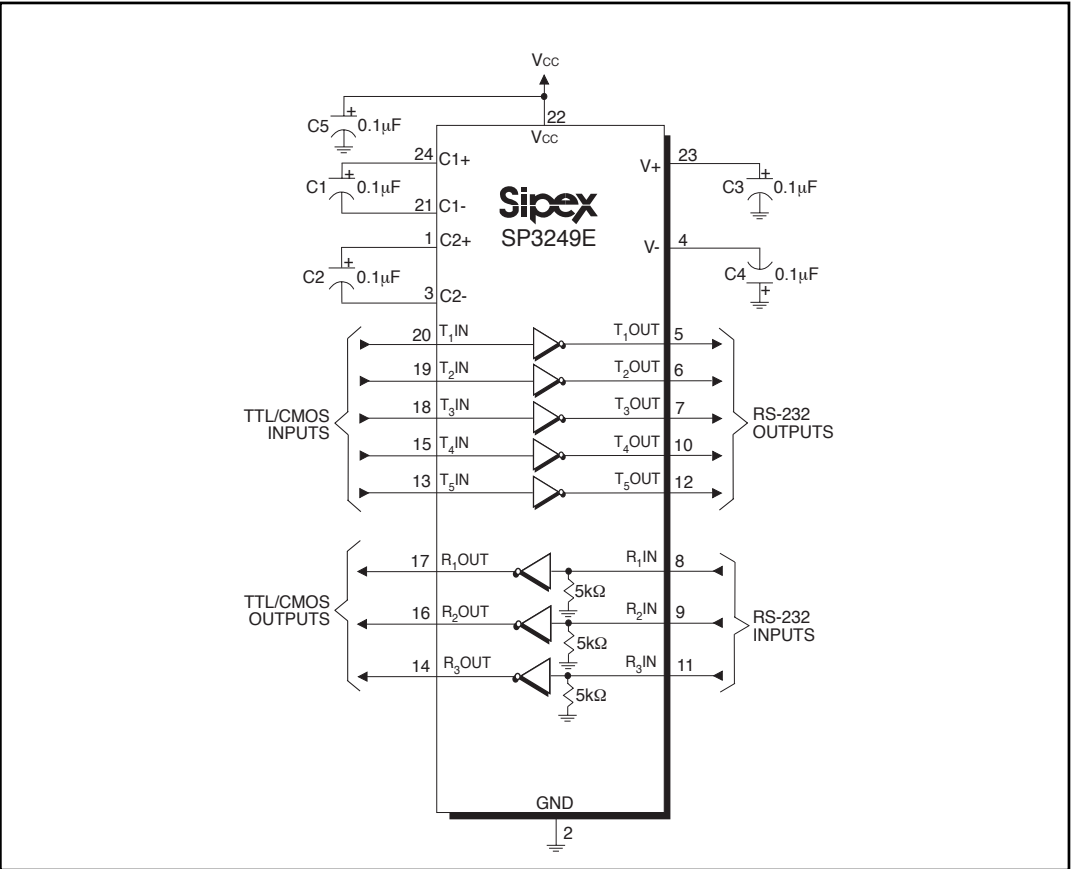 VCC
C5
+
0.1µF
22
VCC
24
C1+
C1
+
0.1µF
21
C1-
1
C2+
C2
+
0.1µF
3
C2-
Sipex
SP3249E
V+
23
C3
+
0.1µF
V-
4
C4
0.1µF
+
TTL/CMOS
INPUTS
20 T1IN T1OUT 5
19 T2IN T2OUT 6
18 T3IN T3OUT 7
15 T4IN T4OUT 10
13 T5IN T5OUT 12
RS-232
OUTPUTS
TTL/CMOS
OUTPUTS
17 R1OUT R1IN 8
5kΩ
16 R2OUT R2IN 9
5kΩ
14 R3OUT R3IN 11
5kΩ
RS-232
INPUTS
GND
2